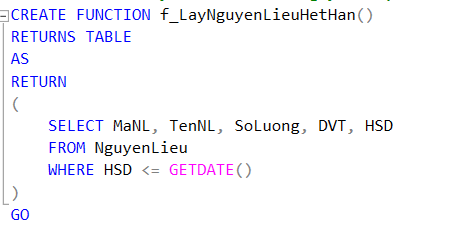 CREATE FUNCTION f_LayNguyenLieuHetHan()
RETURNS TABLE
AS
RETURN
(
    SELECT MaNL, TenNL, SoLuong, DVT, HSD
    FROM NguyenLieu
    WHERE HSD <= GETDATE()
)
GO